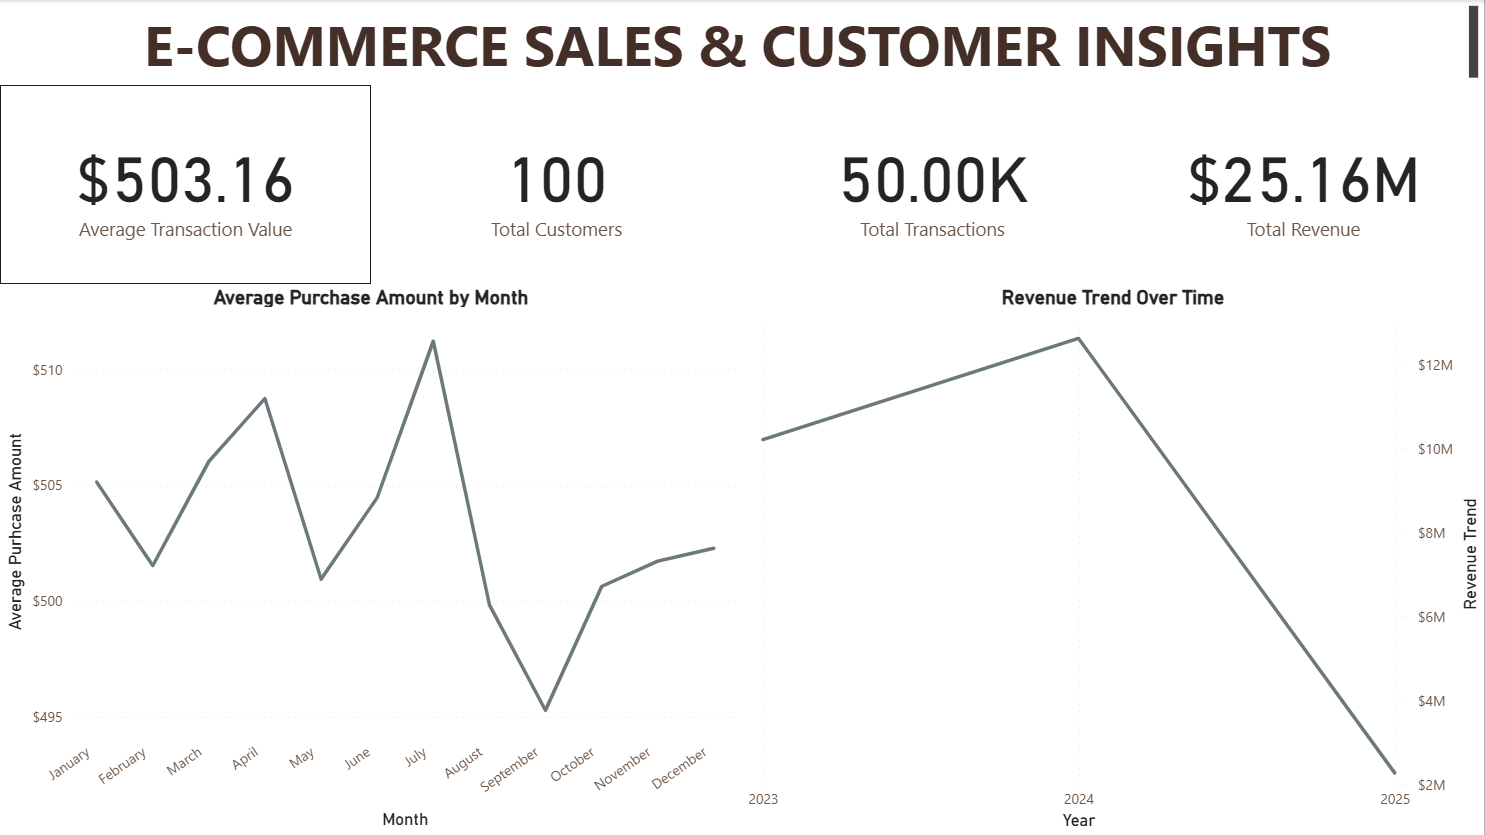 E-COMMERCE SALES & CUSTOMER INSIGHTS
$503.16
Average Transaction Value
100
Total Customers
50.00K
Total Transactions
$25.16M
Total Revenue
Average Purchase Amount by Month
Average Purhcase Amount
$510
$505
$500
$495
January
February
March
April
May
June
July
August
September
October
November
December
Month
Revenue Trend Over Time
$12M
$10M
$8M
$6M
$4M
$2M
Revenue Trend
2023
2024
2025
Year